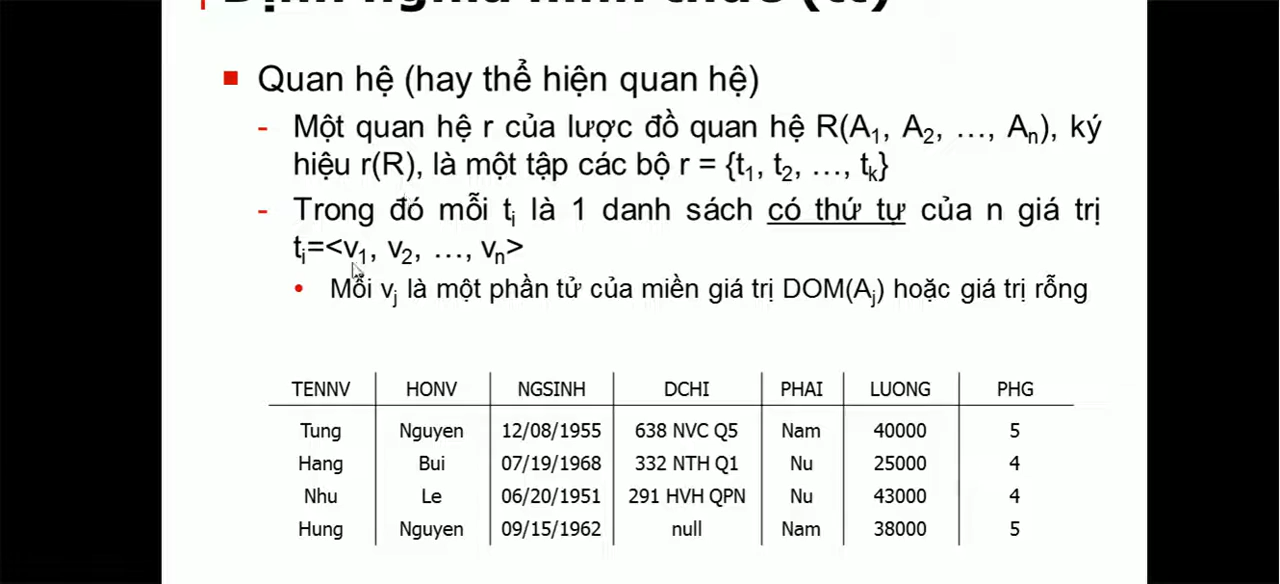 Quan hệ (hay thể hiện quan hệ)
- Một quan hệ r của lược đồ quan hệ R(A1, A2, …, An), ký
hiệu r(R), là một tập các bộ r = {t1, t2, …, tk}
- Trong đó mỗi ti là 1 danh sách có thứ tự của n giá trị
ti=<v1, v2, …, vn>
• Mỗi vj là một phần tử của miền giá trị DOM(Aj) hoặc giá trị rỗng
TENNV HONV NGSINH DCHI PHAI LUONG PHG
Tung Nguyen 12/08/1955 638 NVC Q5 Nam 40000 5
Hang Bui 07/19/1968 332 NTH Q1 Nu 25000 4
Nhu Le 06/20/1951 291 HVH QPN Nu 43000 4
Hung Nguyen 09/15/1962 null Nam 38000 5